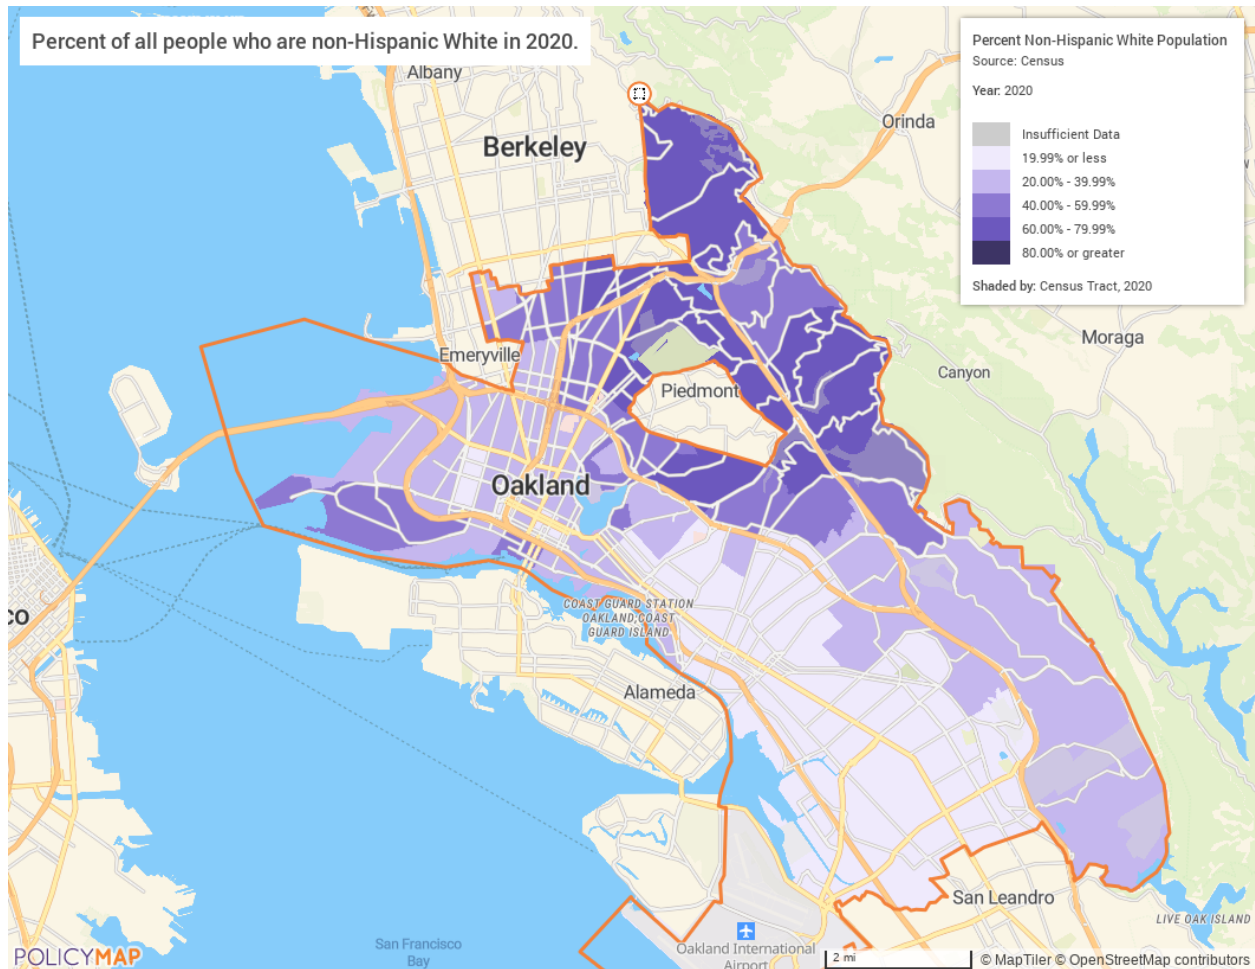 Percent of all people who are non-Hispanic White in 2020.
Percent Non-Hispanic White Population
Source: Census
Year: 2020
Insufficient Data
19.99% or less
20.00% - 39.99%
40.00% - 59.99%
60.00% - 79.99%
80.00% or greater
Shaded by: Census Tract, 2020
Albany
Orinda
Berkeley
Moraga
Emeryville
Canyon
Piedmont
Oakland
CO
COAST GUARD STATION
OAKLAND;COAST
GUARD ISLAND
Alameda
San Leandro
LIVE OAK ISLAND
San Francisco
Bay
Oakland International
Airport
POLICYMAP
2 mi
© MapTiler © OpenStreetMap contributors